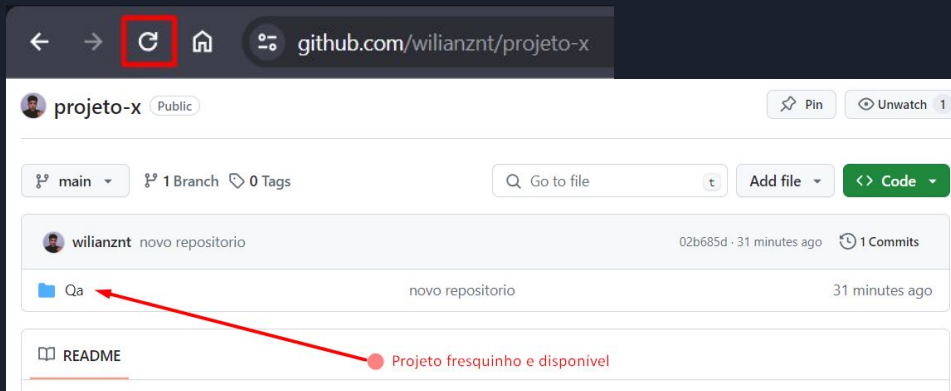 github.com/wilianznt/projeto-x
projeto-x Public Pin Unwatch 1
main 1 Branch 0 Tags Go to file t Add file <> Code
wilianznt novo repositorio 02b685d · 31 minutes ago 1 Commits
Qa novo repositorio 31 minutes ago
README
Projeto fresquinho e disponível